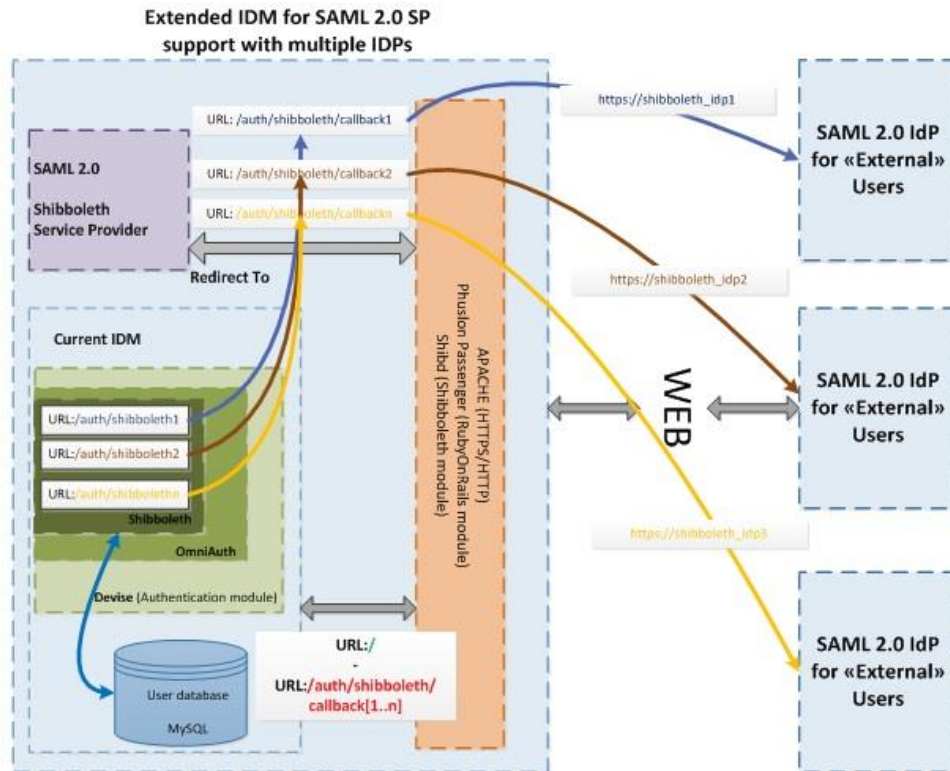 Extended IDM for SAML 2.0 SP
support with multiple IDPs
URL: /auth/shibboleth/callback1
https://shibboleth_idp1
SAML 2.0 IdP
for «External»
Users
SAML 2.0
Shibboleth
Service Provider
URL: /auth/shibboleth/callback2
URL: /auth/shibboleth/callbackn
Redirect To
https://shibboleth_idp2
Current IDM
URL:/auth/shibboleth1
URL:/auth/shibboleth2
URL:/auth/shibbolethn
Shibboleth
OmniAuth
Devise (Authentication module)
APACHE (HTTPS/HTTP)
Phusion Passenger (RubyOnRails module)
Shibd (Shibboleth module)
WEB
SAML 2.0 IdP
for «External»
Users
https://shibboleth_idp3
URL:/
-
URL:/auth/shibboleth/
callback[1..n]
User database
MySQL
SAML 2.0 IdP
for «External»
Users